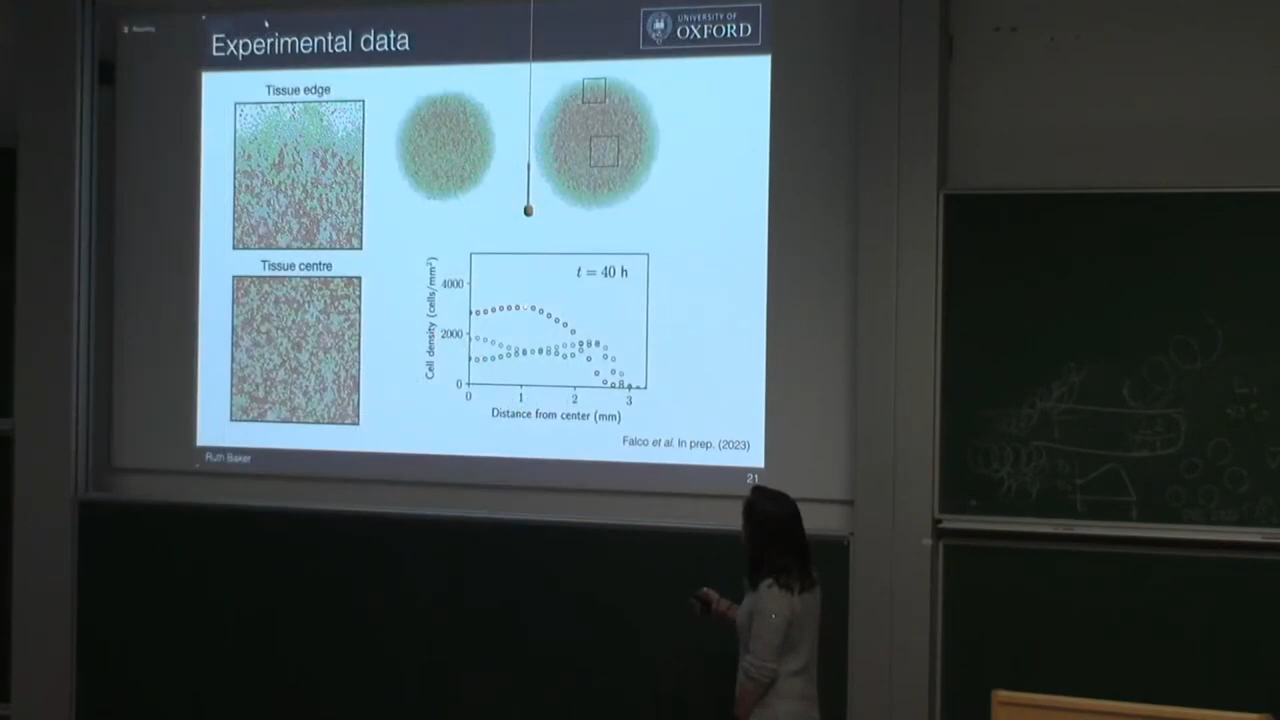 Experimental data
UNIVERSITY OF
OXFORD
Tissue edge
Tissue centre
t = 40 h
Cell density (cells/mm²)
4000
2000
0
0 1 2 3
Distance from center (mm)
Falco et al. In prep. (2023)
Ruth Baker
21